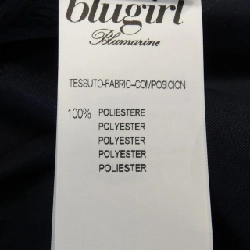 blugirl
Blumarine
TESSUTO-FABRIC-COMPOSICION
100% POLIESTERE
POLYESTER
POLYESTER
POLYESTER
POLIESTER